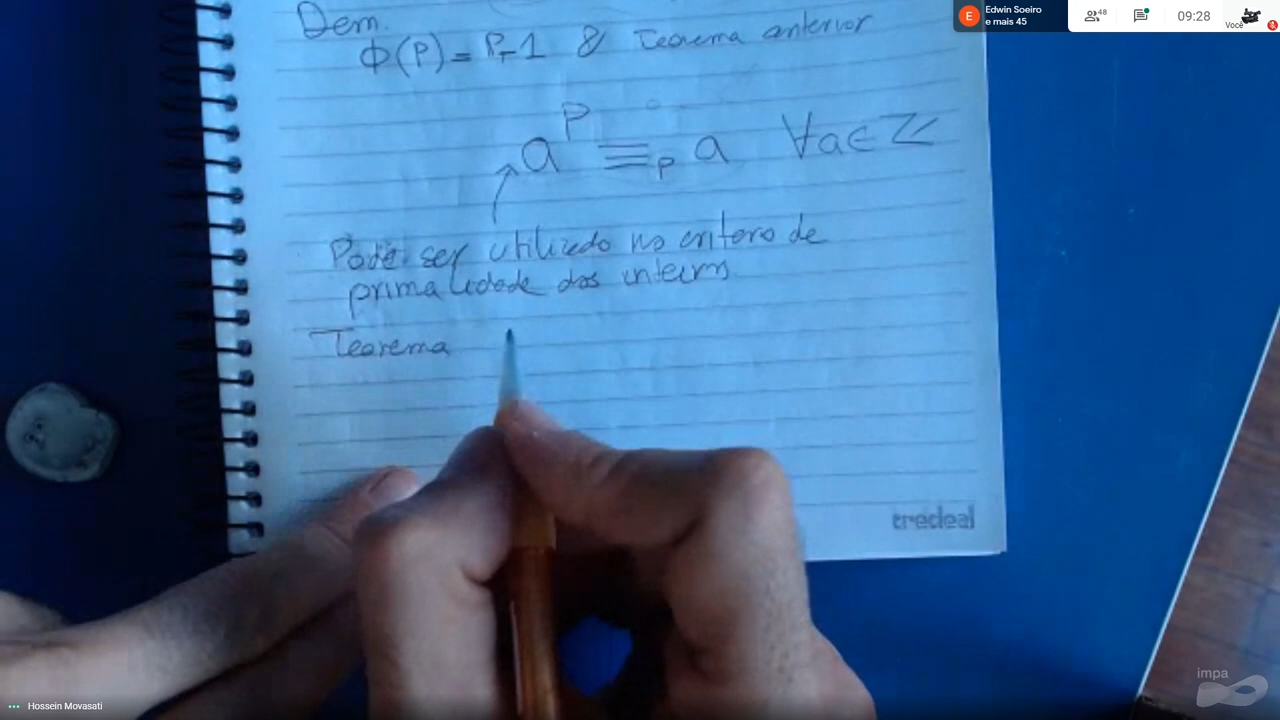 Dem.
Φ(P) = P-1 & Teorema anterior
a^P ≡_P a ∀a∈ℤ
Pode ser utilizado no critero de
primalidade dos inteiros
Teorema
tredeal
Edwin Soeiro
e mais 45
E
48
09:28
Você
impa
Hossein Movasati